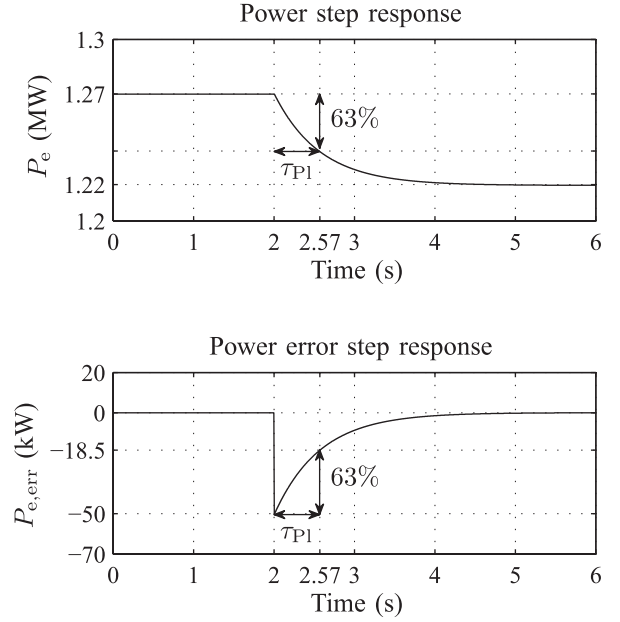 Power step response
1.3
1.27
1.22
1.2
P_e (MW)
63%
τ_Pl
0 1 2 2.57 3 4 5 6
Time (s)
Power error step response
20
0
−18.5
−50
−70
P_e,err (kW)
63%
τ_Pl
0 1 2 2.57 3 4 5 6
Time (s)